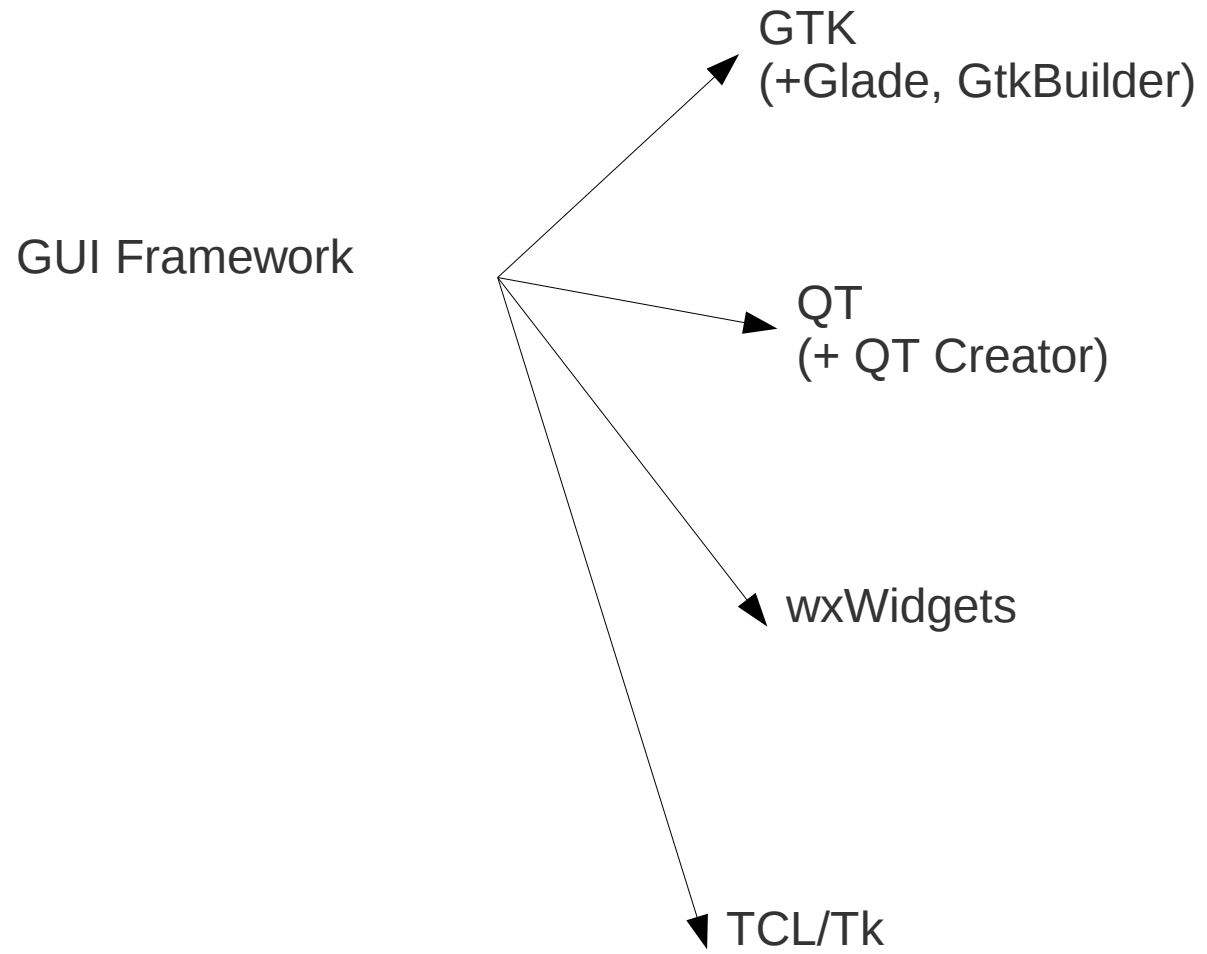 GTK
(+Glade, GtkBuilder)
GUI Framework
QT
(+ QT Creator)
wxWidgets
TCL/Tk